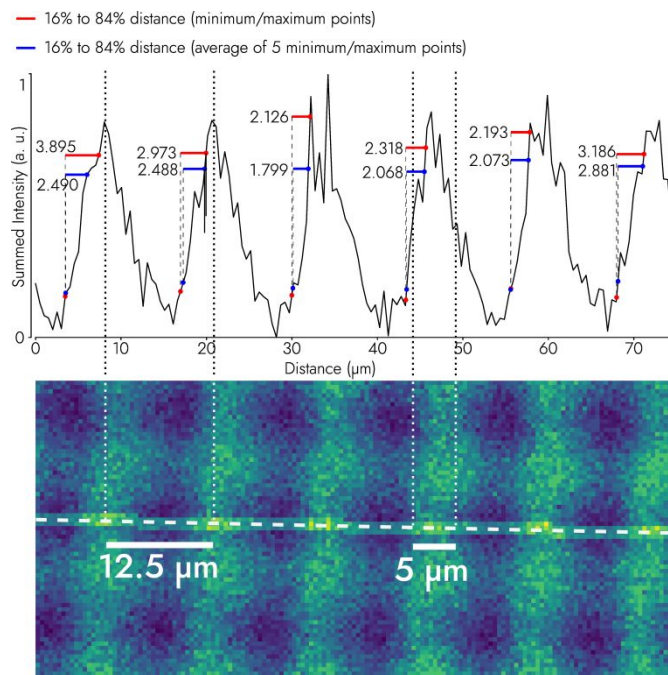 16% to 84% distance (minimum/maximum points)
16% to 84% distance (average of 5 minimum/maximum points)
1
Summed Intensity (a. u.)
0
3.895
2.490
2.973
2.488
2.126
1.799
2.318
2.068
2.193
2.073
3.186
2.881
0 10 20 30 40 50 60 70
Distance (μm)
12.5 μm
5 μm